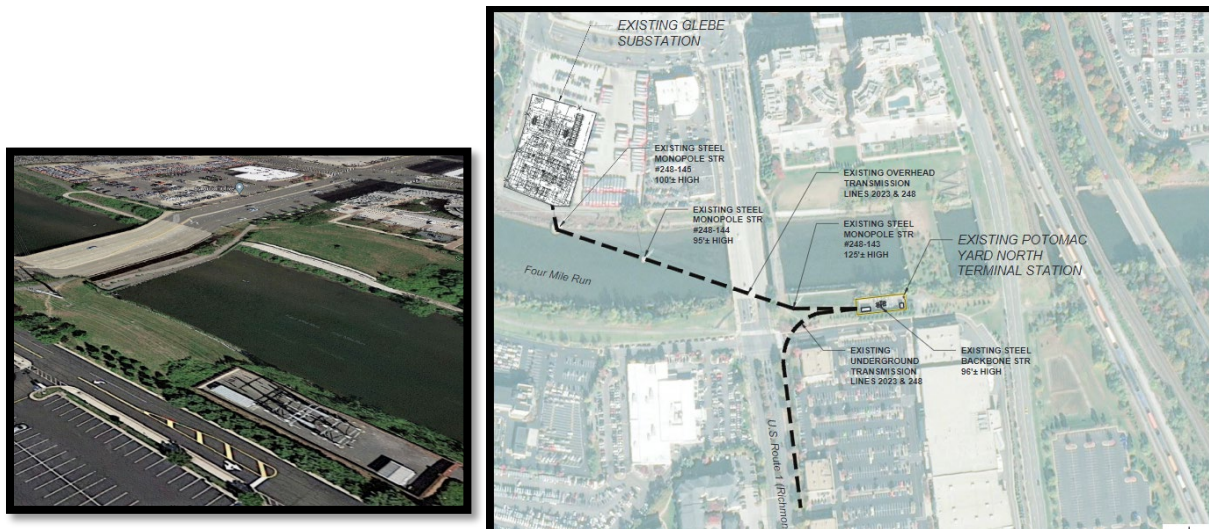 EXISTING GLEBE
SUBSTATION
EXISTING STEEL
MONOPOLE STR
#248-145
100'± HIGH
EXISTING STEEL
MONOPOLE STR
#248-144
95'± HIGH
EXISTING OVERHEAD
TRANSMISSION
LINES 2023 & 248
EXISTING STEEL
MONOPOLE STR
#248-143
125'± HIGH
EXISTING POTOMAC
YARD NORTH
TERMINAL STATION
Four Mile Run
EXISTING
UNDERGROUND
TRANSMISSION
LINES 2023 & 248
EXISTING STEEL
BACKBONE STR
96'± HIGH
U.S. Route 1 (Richmon